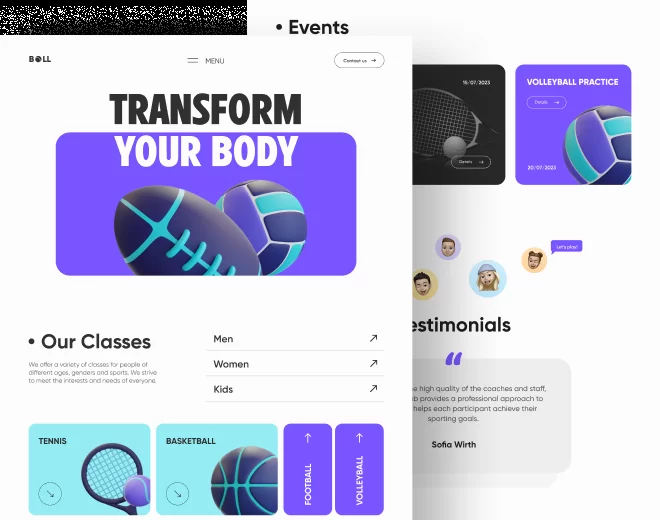 • Events
BOLL
MENU
Contact us
TRANSFORM
YOUR BODY
15/07/2023
Details
VOLLEYBALL PRACTICE
Details
20/07/2023
Let's play!
• Our Classes
We offer a variety of classes for people of
different ages, genders and sports. We strive
to meet the interests and needs of everyone.
Men
Women
Kids
TENNIS
BASKETBALL
FOOTBALL
VOLLEYBALL
estimonials
“
e high quality of the coaches and staff,
b provides a professional approach to
helps each participant achieve their
sporting goals.
Sofia Wirth